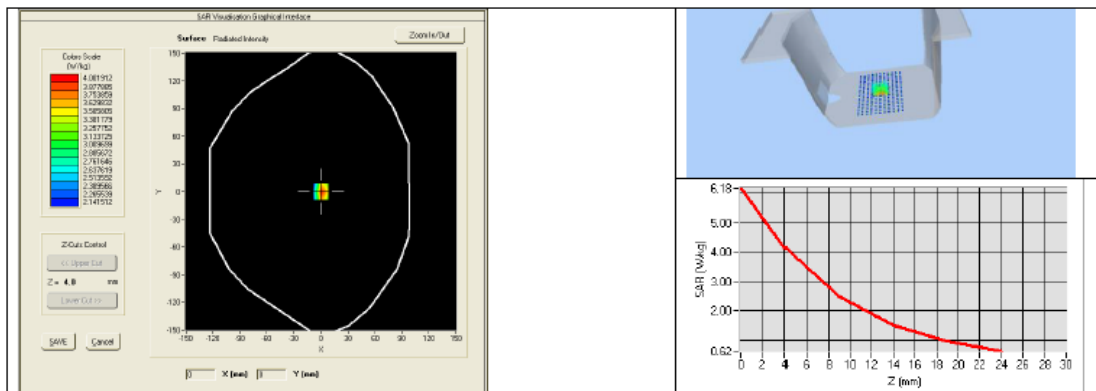 SAR Visualisation Graphical Interface
Surface Radiated Intensity
Zoom In/Out
Colors Scale
(W/kg)
4.001912
3.877885
3.753859
3.629832
3.505805
3.381779
3.257752
3.133725
3.009699
2.885672
2.761646
2.637619
2.513592
2.389566
2.265539
2.141512
Z-Cuts Control
<< Upper Cut
Z = 4.0 mm
Lower Cut >>
SAVE Cancel
150
120
90
60
30
0
-30
-60
-90
-120
-150
Y
-150 -120 -90 -60 -30 0 30 60 90 120 150
X
0 X (mm) 0 Y (mm)
6.18
5.00
4.00
3.00
2.00
0.62
SAR (W/kg)
0 2 4 6 8 10 12 14 16 18 20 22 24 26 28 30
Z (mm)